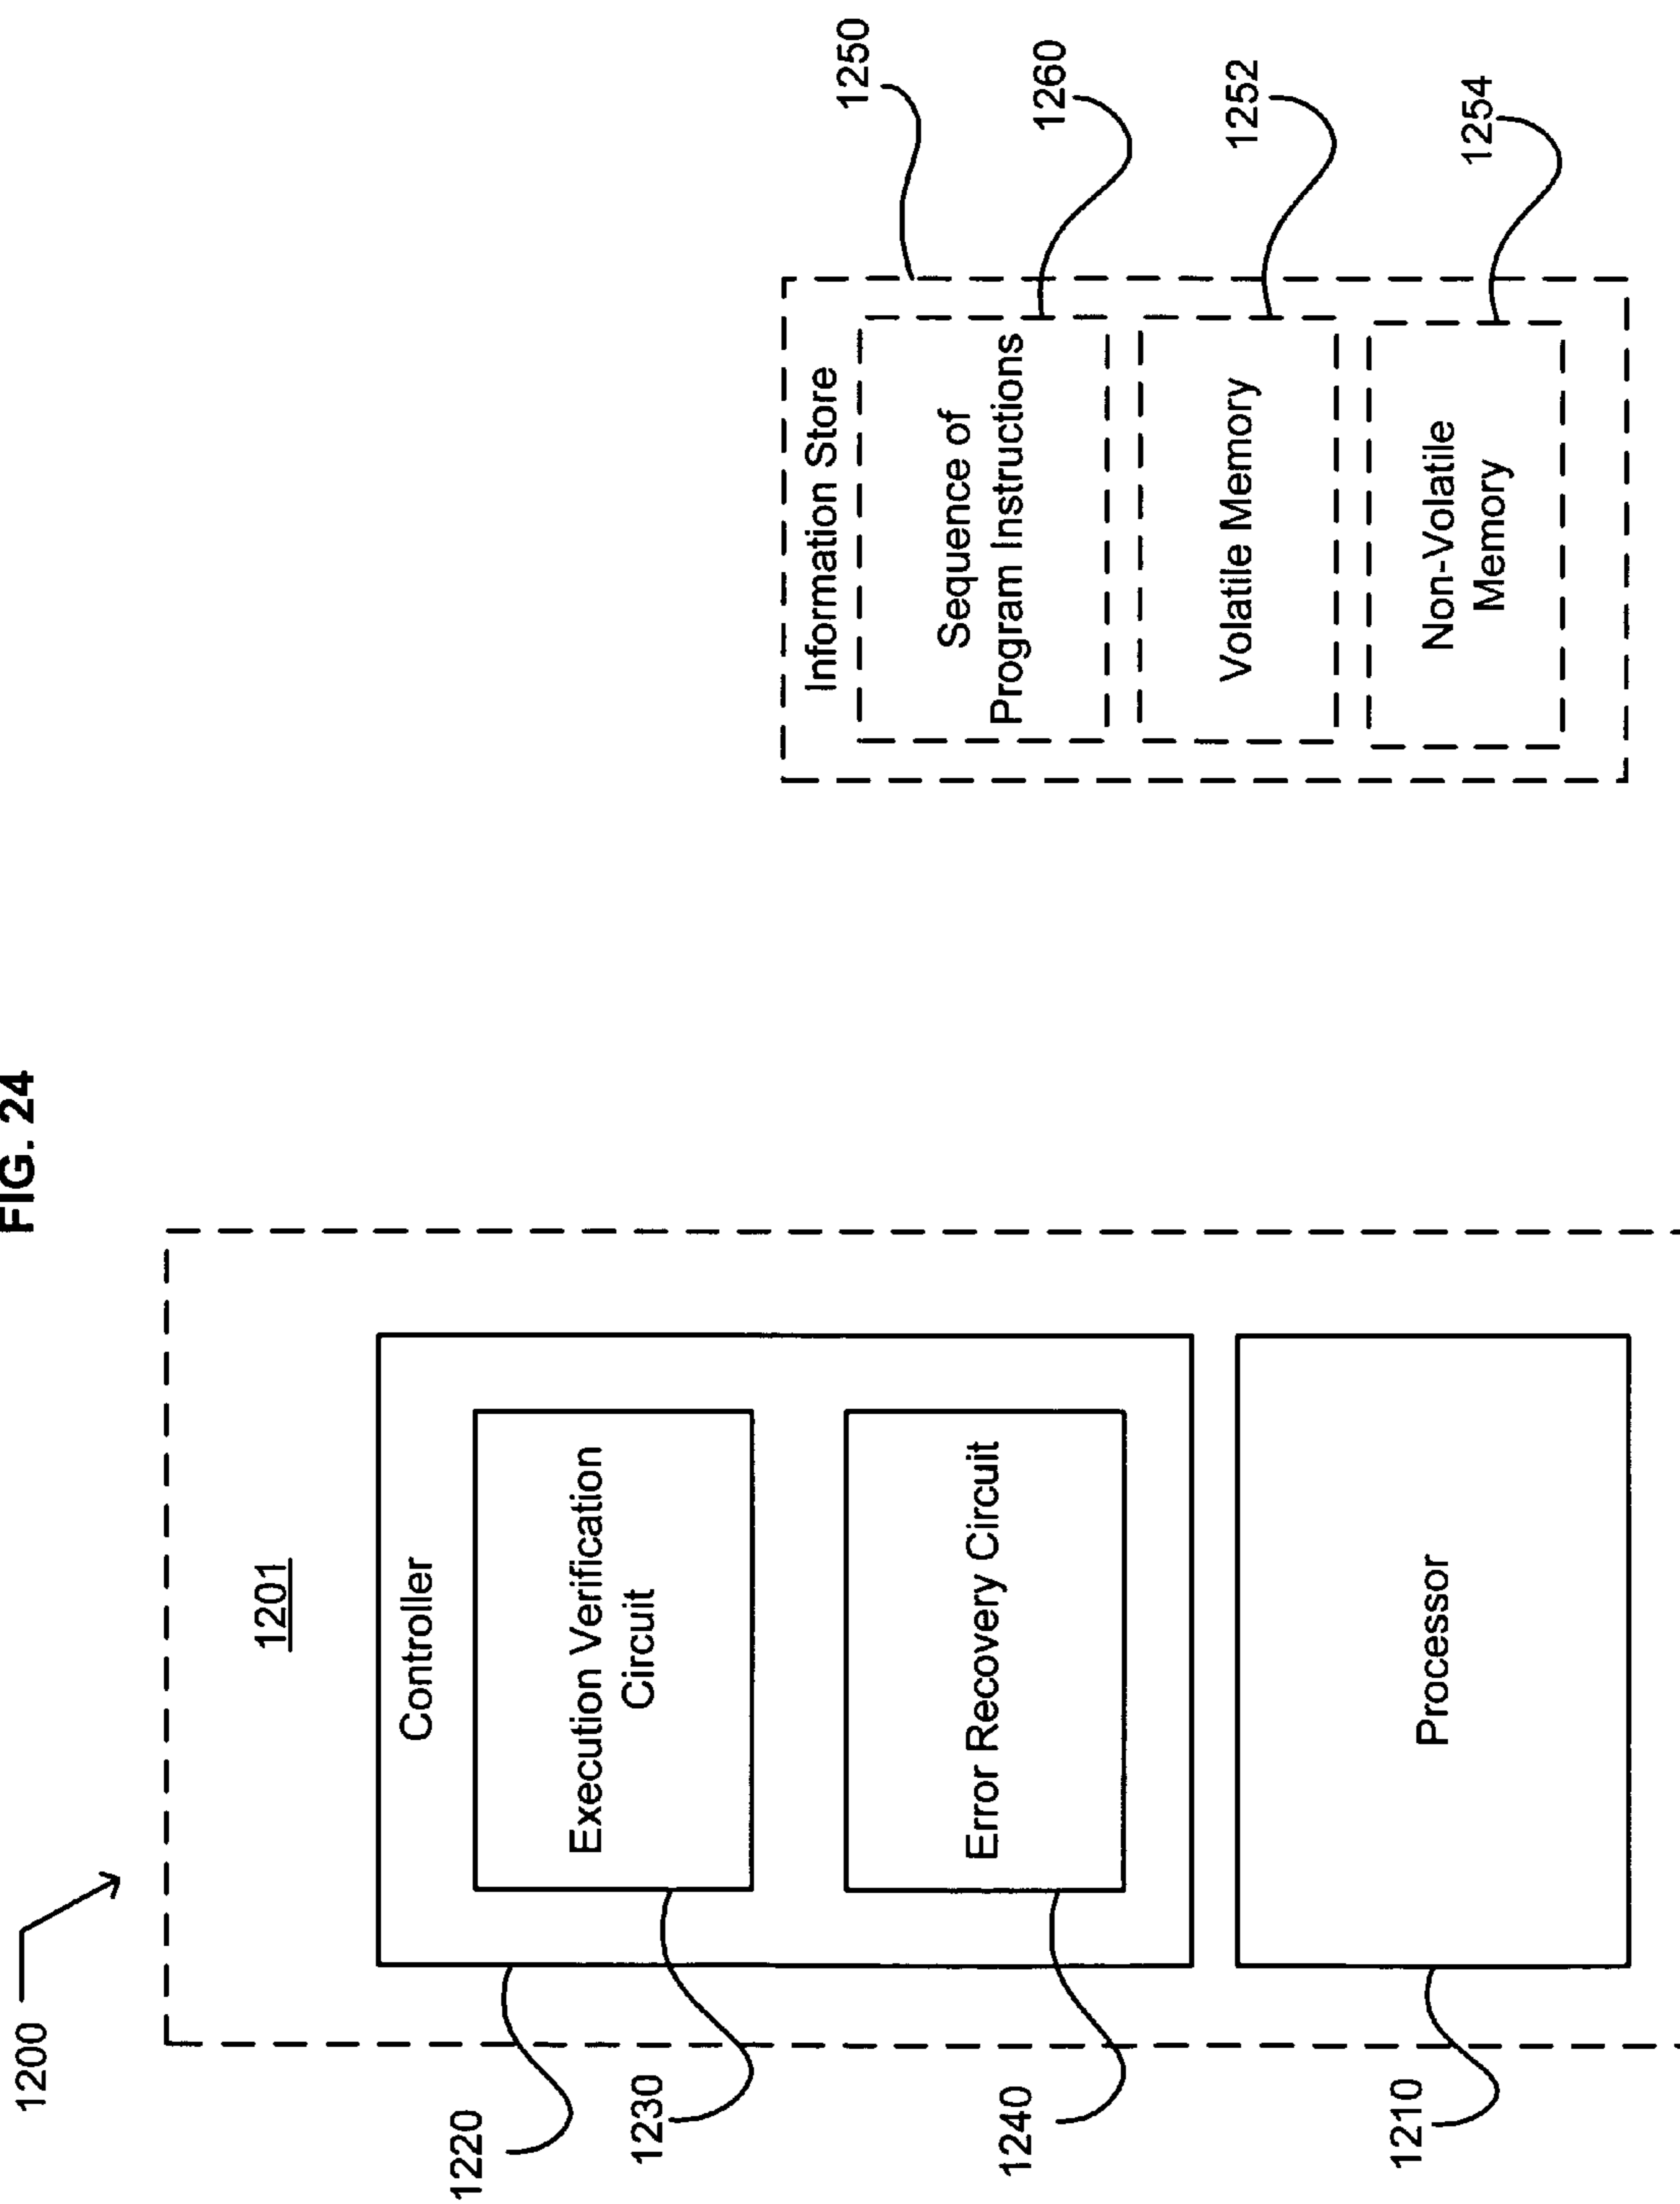 FIG. 24
1200
1201
Controller
Execution Verification
Circuit
Error Recovery Circuit
Processor
1220
1230
1240
1210
Information Store
Sequence of
Program Instructions
Volatile Memory
Non-Volatile
Memory
1250
1260
1252
1254